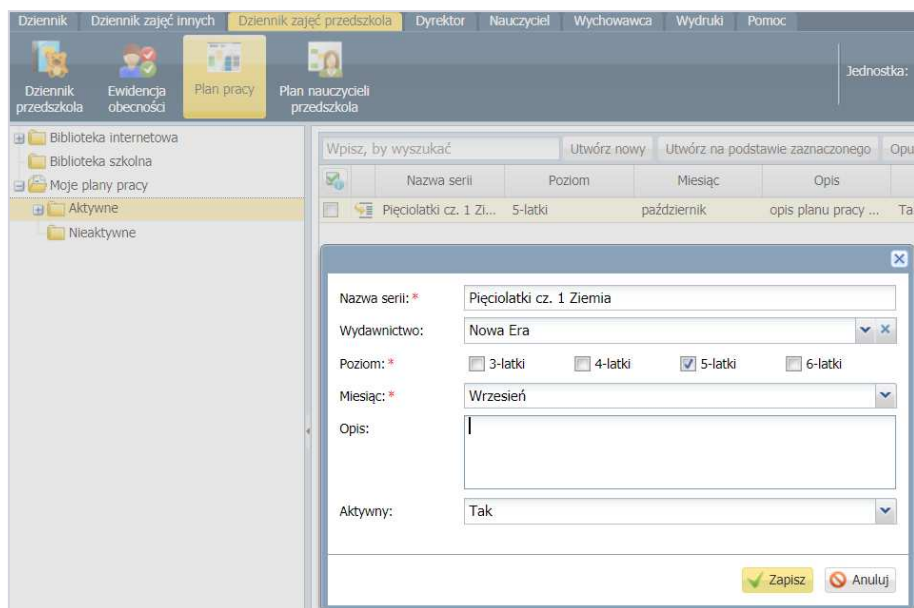 Dziennik Dziennik zajęć innych Dziennik zajęć przedszkola Dyrektor Nauczyciel Wychowawca Wydruki Pomoc
Dziennik przedszkola
Ewidencja obecności
Plan pracy
Plan nauczycieli przedszkola
Jednostka:
Biblioteka internetowa
Biblioteka szkolna
Moje plany pracy
Aktywne
Nieaktywne
Wpisz, by wyszukać Utwórz nowy Utwórz na podstawie zaznaczonego
Nazwa serii Poziom Miesiąc Opis
Pięciolatki cz. 1 Zi... 5-latki październik opis planu pracy ...
Nazwa serii: * Pięciolatki cz. 1 Ziemia
Wydawnictwo: Nowa Era
Poziom: * 3-latki 4-latki 5-latki 6-latki
Miesiąc: * Wrzesień
Opis:
Aktywny: Tak
Zapisz Anuluj